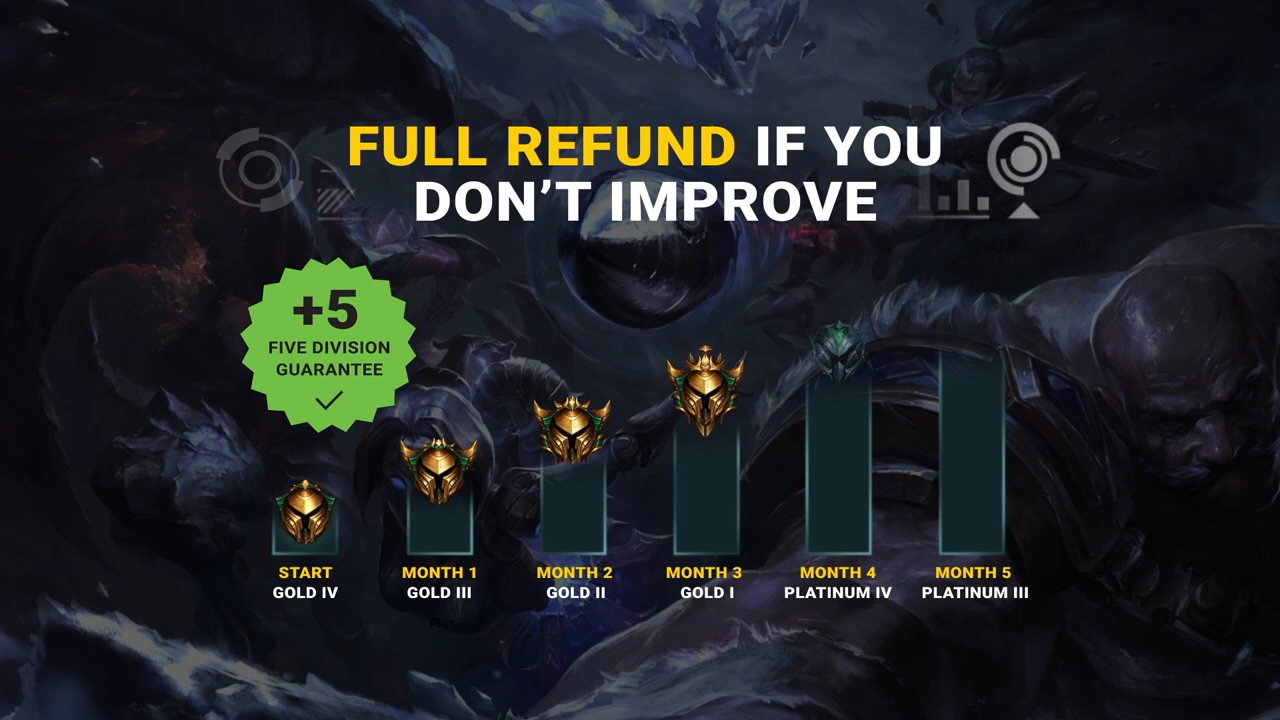 FULL REFUND IF YOU
DON'T IMPROVE
+5
FIVE DIVISION
GUARANTEE
START
GOLD IV
MONTH 1
GOLD III
MONTH 2
GOLD II
MONTH 3
GOLD I
MONTH 4
PLATINUM IV
MONTH 5
PLATINUM III